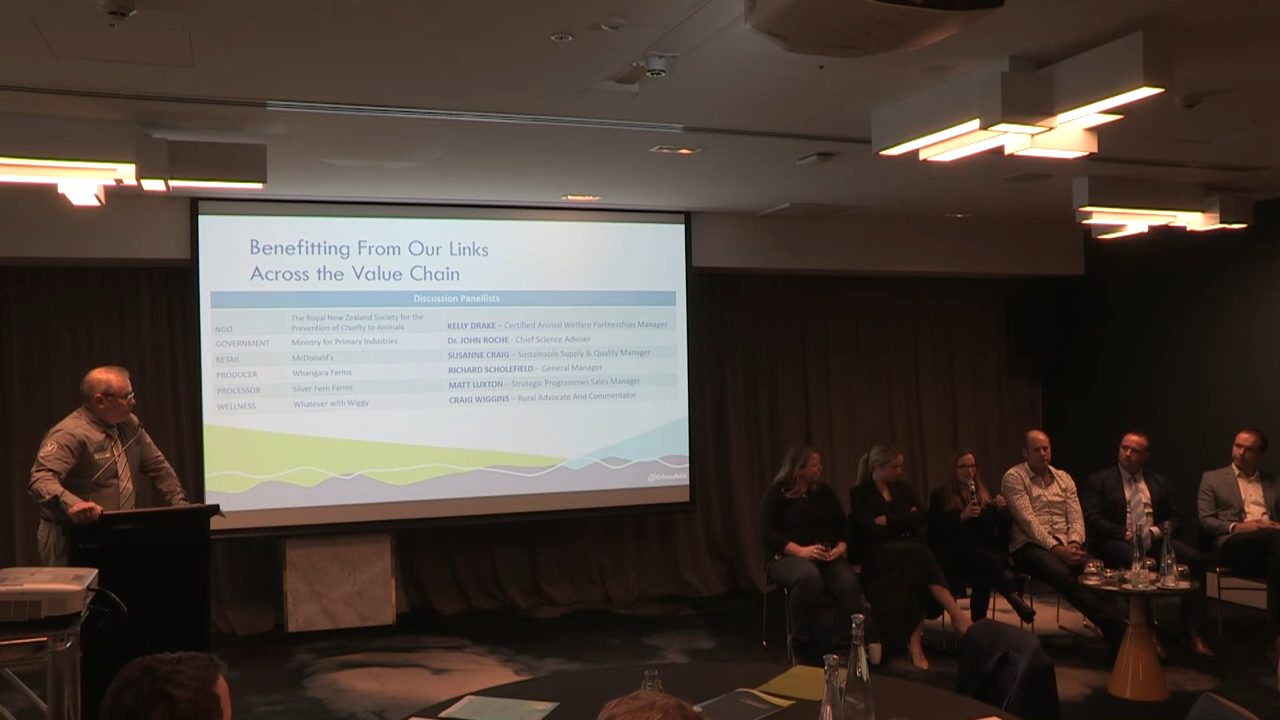 Benefitting From Our Links
Across the Value Chain
Discussion Panellists
NGO The Royal New Zealand Society for the
Prevention of Cruelty to Animals KELLY DRAKE – Certified Animal Welfare Partnerships Manager
GOVERNMENT Ministry for Primary Industries Dr. JOHN ROCHE - Chief Science Adviser
RETAIL McDonald's SUSANNE CRAIG – Sustainable Supply & Quality Manager
PRODUCER Whangara Farms RICHARD SCHOLEFIELD – General Manager
PROCESSOR Silver Fern Farms MATT LUXTON – Strategic Programmes Sales Manager
WELLNESS Whatever with Wiggy CRAIG WIGGINS – Rural Advocate And Commentator